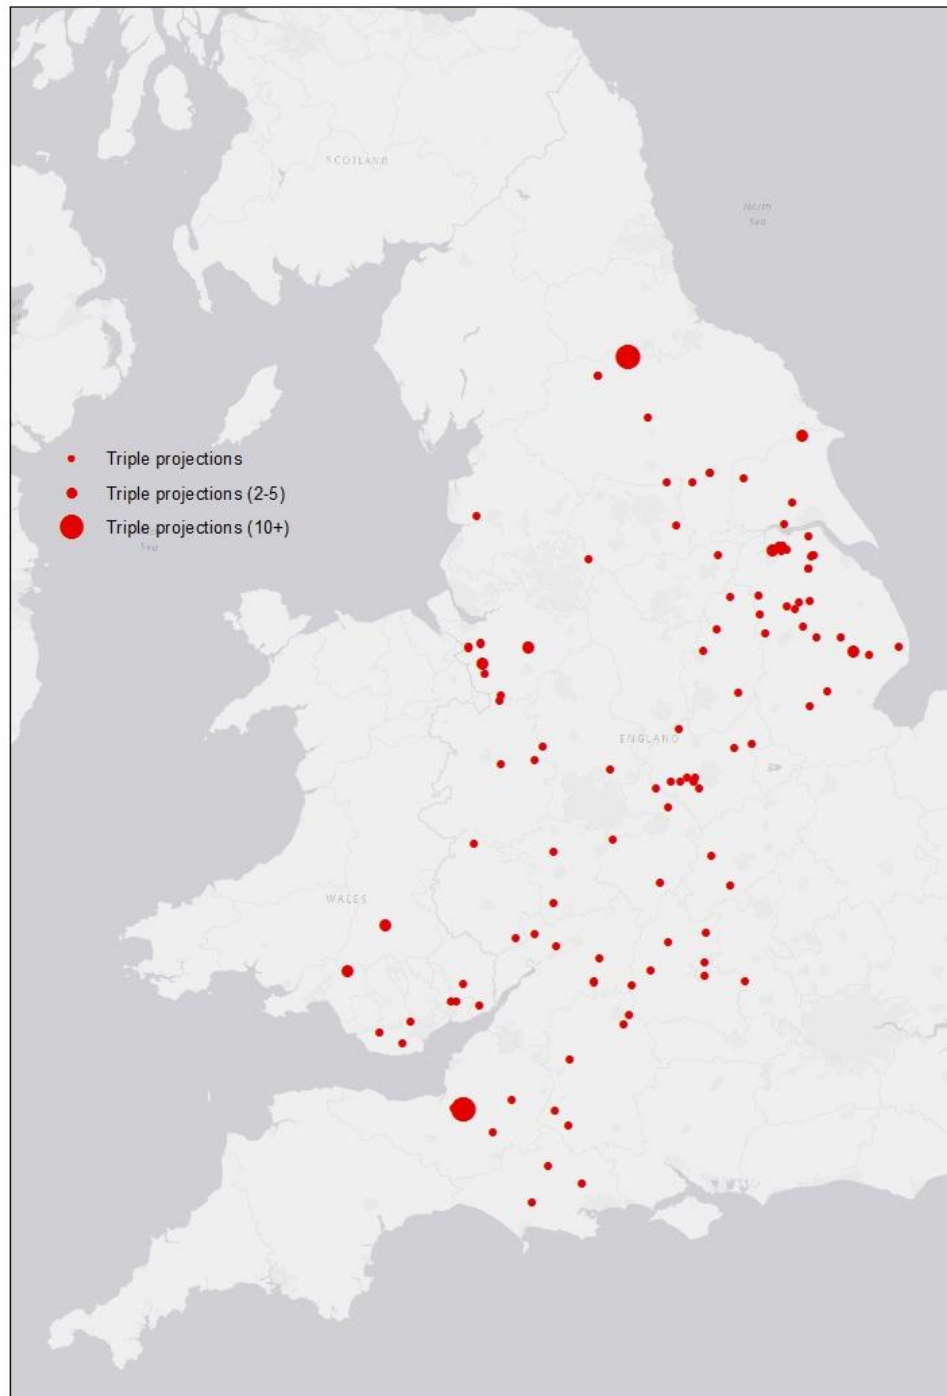 SCOTLAND
North
Sea
Triple projections
Triple projections (2-5)
Triple projections (10+)
Sea
ENGLAND
WALES